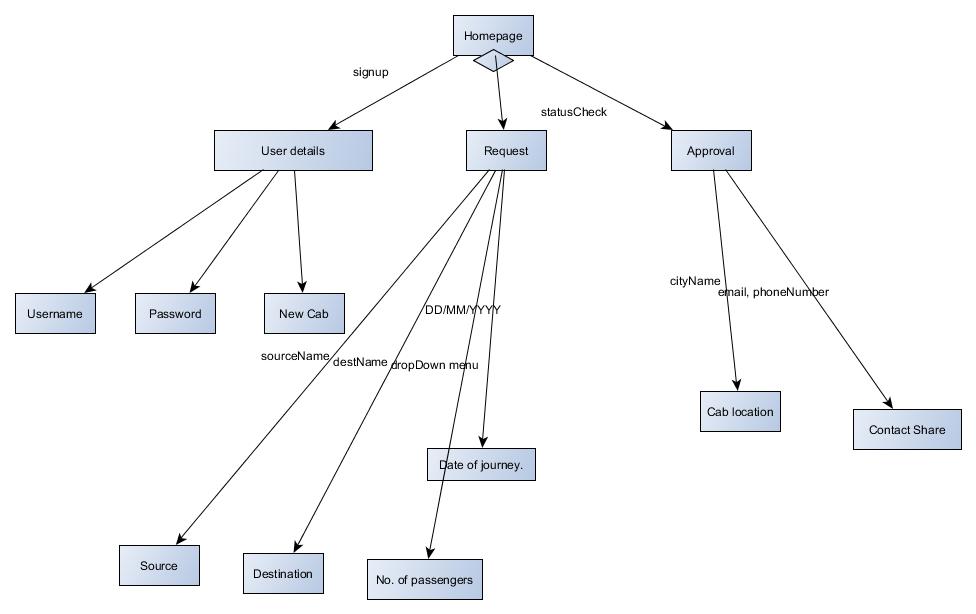 Homepage
signup
statusCheck
User details
Request
Approval
cityName
email, phoneNumber
Username
Password
New Cab
DD/MM/YYYY
sourceName
destName
dropDown menu
Cab location
Contact Share
Date of journey.
Source
Destination
No. of passengers